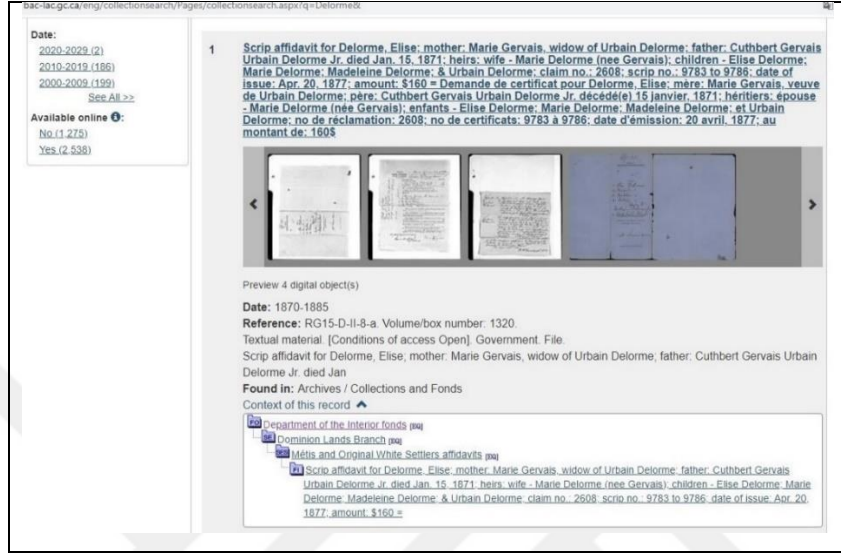 bac-lac.gc.ca/eng/collectionsearch/Pages/collectionsearch.aspx?q=Delorme&
Date:
2020-2029 (2)
2010-2019 (186)
2000-2009 (199)
See All >>
Available online
No (1,275)
Yes (2,538)
1
Scrip affidavit for Delorme, Elise; mother: Marie Gervais, widow of Urbain Delorme; father: Cuthbert Gervais
Urbain Delorme Jr. died Jan. 15, 1871; heirs: wife - Marie Delorme (nee Gervais); children - Elise Delorme;
Marie Delorme; Madeleine Delorme; & Urbain Delorme; claim no.: 2608; scrip no.: 9783 to 9786; date of
issue: Apr. 20, 1877; amount: $160 = Demande de certificat pour Delorme, Elise; mère: Marie Gervais, veuve
de Urbain Delorme; père: Cuthbert Gervais Urbain Delorme Jr. décédé(e) 15 janvier, 1871; héritiers: épouse
- Marie Delorme (née Gervais); enfants - Elise Delorme; Marie Delorme; Madeleine Delorme; et Urbain
Delorme; no de réclamation: 2608; no de certificats: 9783 à 9786; date d'émission: 20 avril, 1877; au
montant de: 160$
Preview 4 digital object(s)
Date: 1870-1885
Reference: RG15-D-II-8-a. Volume/box number: 1320.
Textual material. [Conditions of access Open]. Government. File.
Scrip affidavit for Delorme, Elise; mother: Marie Gervais, widow of Urbain Delorme; father: Cuthbert Gervais Urbain
Delorme Jr. died Jan
Found in: Archives / Collections and Fonds
Context of this record
Department of the Interior fonds
Dominion Lands Branch
Métis and Original White Settlers affidavits
Scrip affidavit for Delorme, Elise; mother: Marie Gervais, widow of Urbain Delorme; father: Cuthbert Gervais
Urbain Delorme Jr. died Jan. 15, 1871; heirs: wife - Marie Delorme (nee Gervais); children - Elise Delorme; Marie
Delorme; Madeleine Delorme; & Urbain Delorme; claim no.: 2608; scrip no.: 9783 to 9786; date of issue: Apr. 20,
1877; amount: $160 =